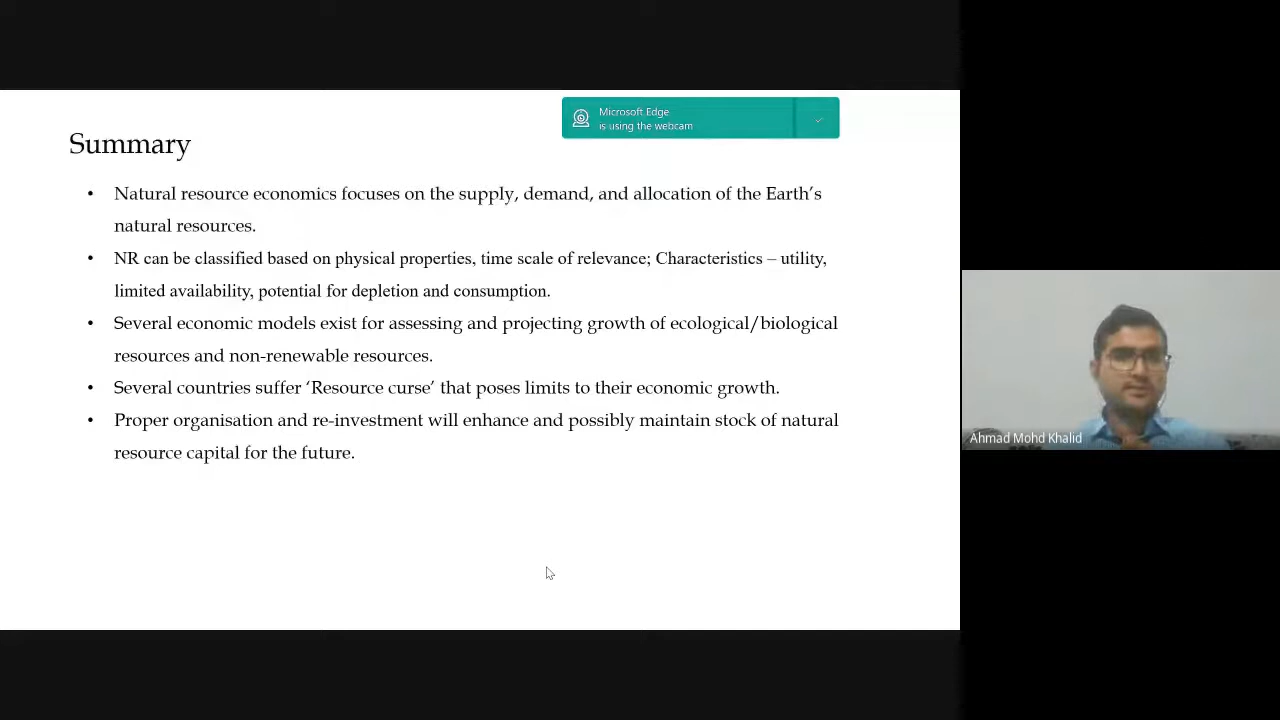 Microsoft Edge
is using the webcam
Summary
• Natural resource economics focuses on the supply, demand, and allocation of the Earth’s
natural resources.
• NR can be classified based on physical properties, time scale of relevance; Characteristics – utility,
limited availability, potential for depletion and consumption.
• Several economic models exist for assessing and projecting growth of ecological/biological
resources and non-renewable resources.
• Several countries suffer ‘Resource curse’ that poses limits to their economic growth.
• Proper organisation and re-investment will enhance and possibly maintain stock of natural
resource capital for the future.
Ahmad Mohd Khalid